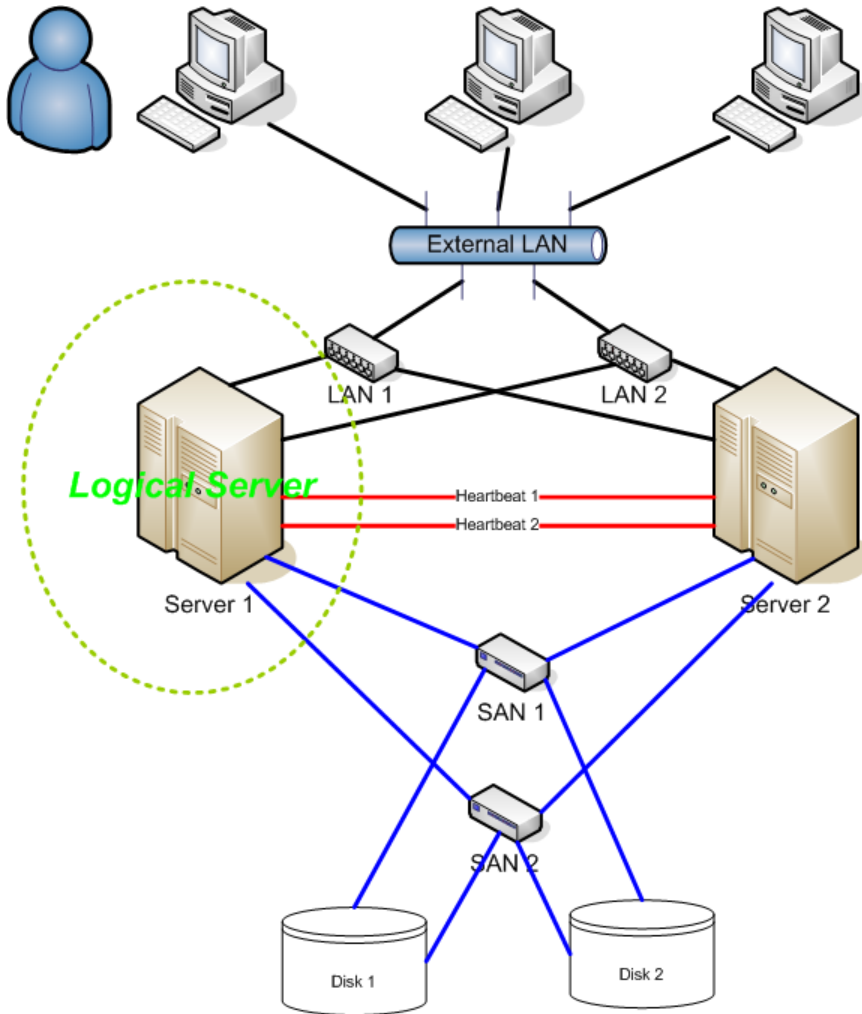 External LAN
LAN 1
LAN 2
Logical Server
Heartbeat 1
Heartbeat 2
Server 1
Server 2
SAN 1
SAN 2
Disk 1
Disk 2